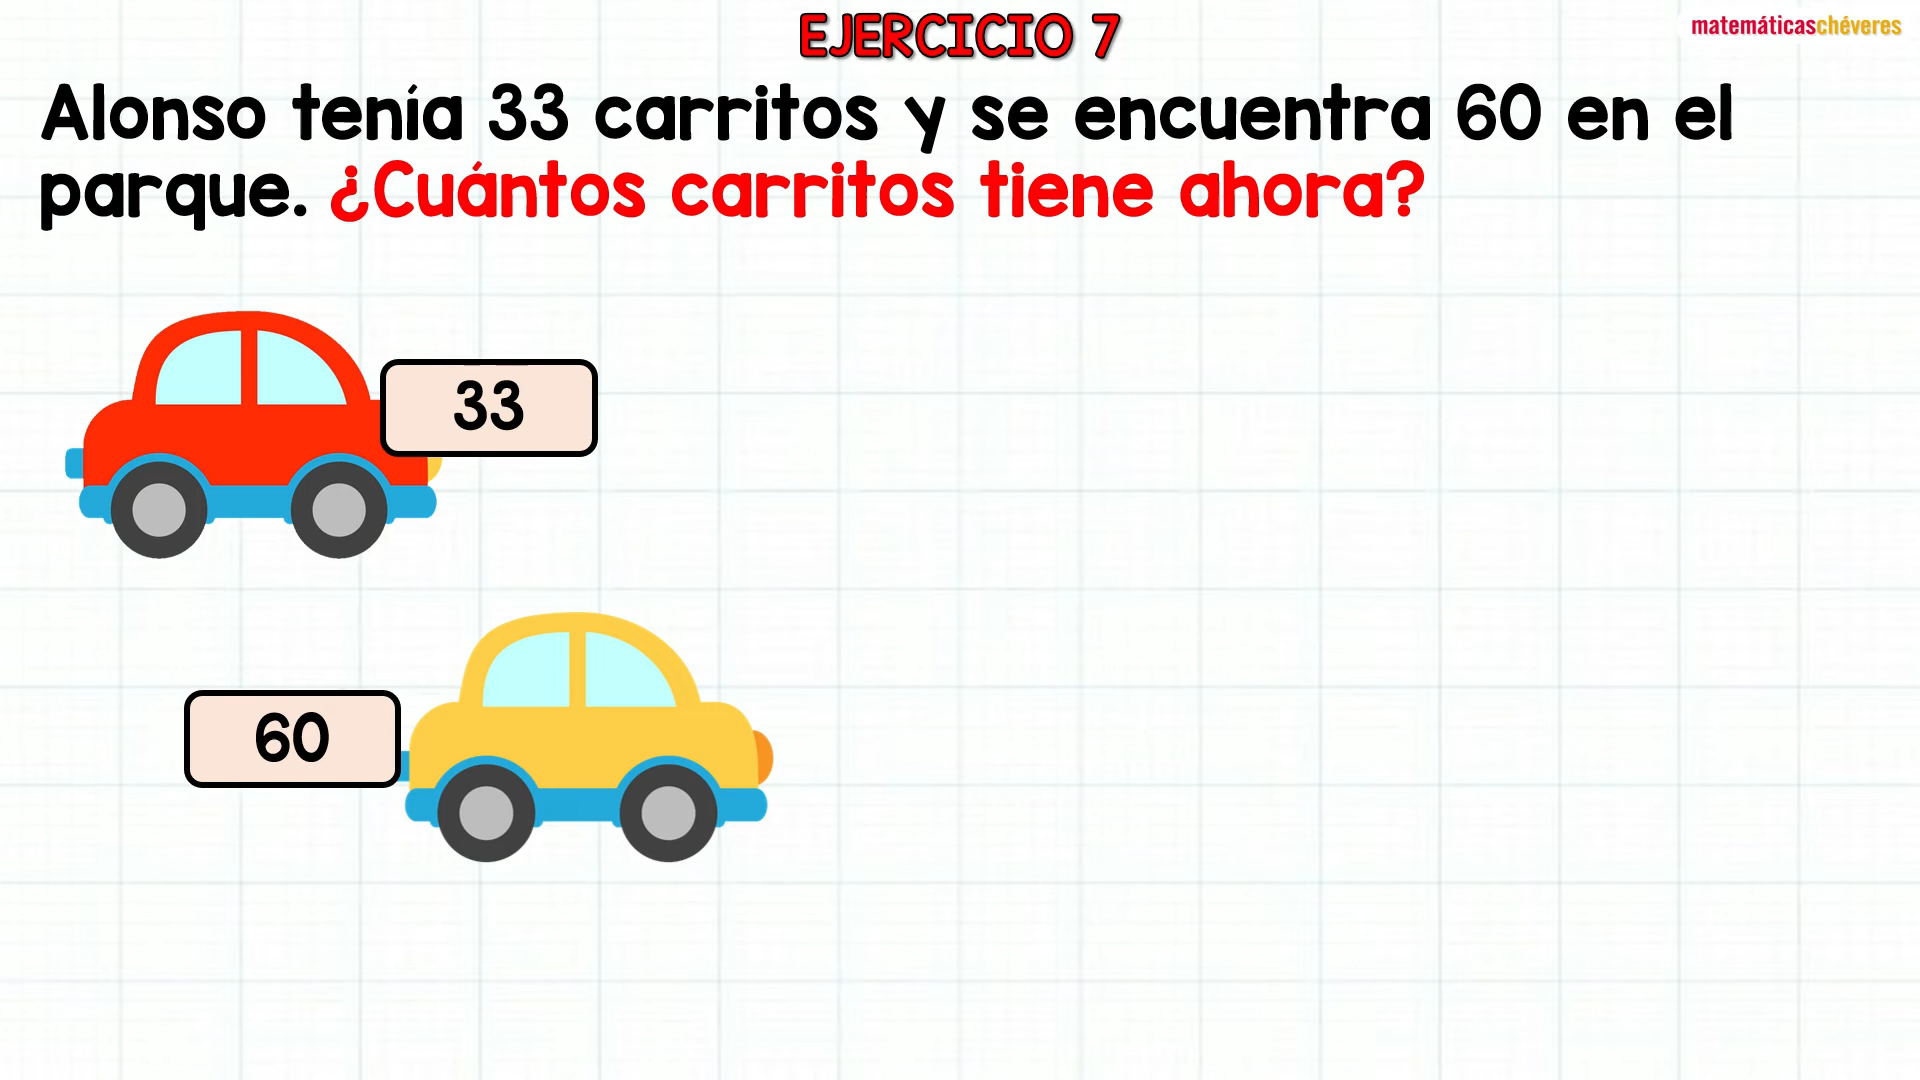 EJERCICIO 7
matemáticaschéveres
Alonso tenía 33 carritos y se encuentra 60 en el
parque. ¿Cuántos carritos tiene ahora?
33
60